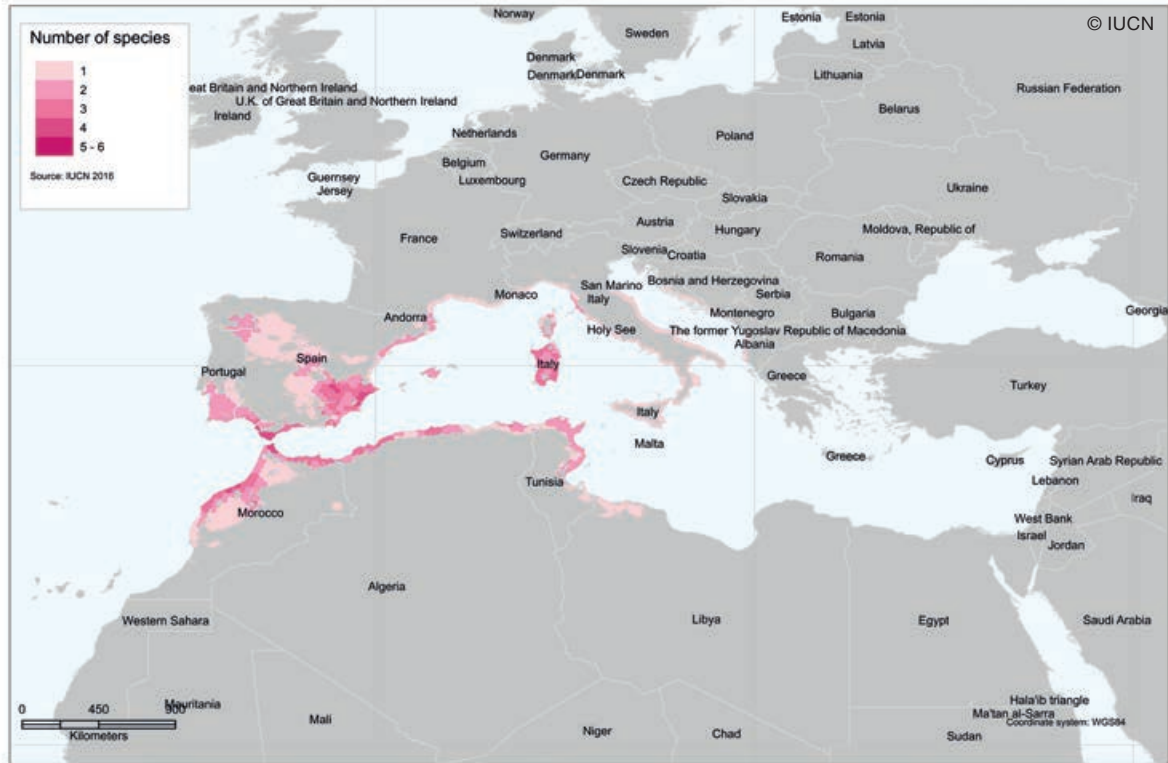 © IUCN
Number of species
1
2
3
4
5 - 6
Source: IUCN 2016
Norway
Sweden
Estonia
Estonia
Latvia
Lithuania
Denmark
Denmark
Denmark
Russian Federation
Belarus
eat Britain and Northern Ireland
U.K. of Great Britain and Northern Ireland
Ireland
Netherlands
Poland
Germany
Belgium
Luxembourg
Guernsey
Jersey
Czech Republic
Slovakia
Ukraine
Austria
Hungary
Moldova, Republic of
France
Switzerland
Slovenia
Croatia
Romania
San Marino
Italy
Bosnia and Herzegovina
Serbia
Monaco
Andorra
Montenegro
Bulgaria
Georgia
Holy See
The former Yugoslav Republic of Macedonia
Albania
Spain
Portugal
Italy
Greece
Turkey
Italy
Malta
Greece
Cyprus
Syrian Arab Republic
Lebanon
Iraq
Tunisia
Morocco
West Bank
Israel
Jordan
Algeria
Western Sahara
Libya
Egypt
Saudi Arabia
Mauritania
Mali
Niger
Chad
Hala'ib triangle
Ma'tan al-Sarra
Coordinate system: WGS84
Sudan
0 450 900
Kilometers